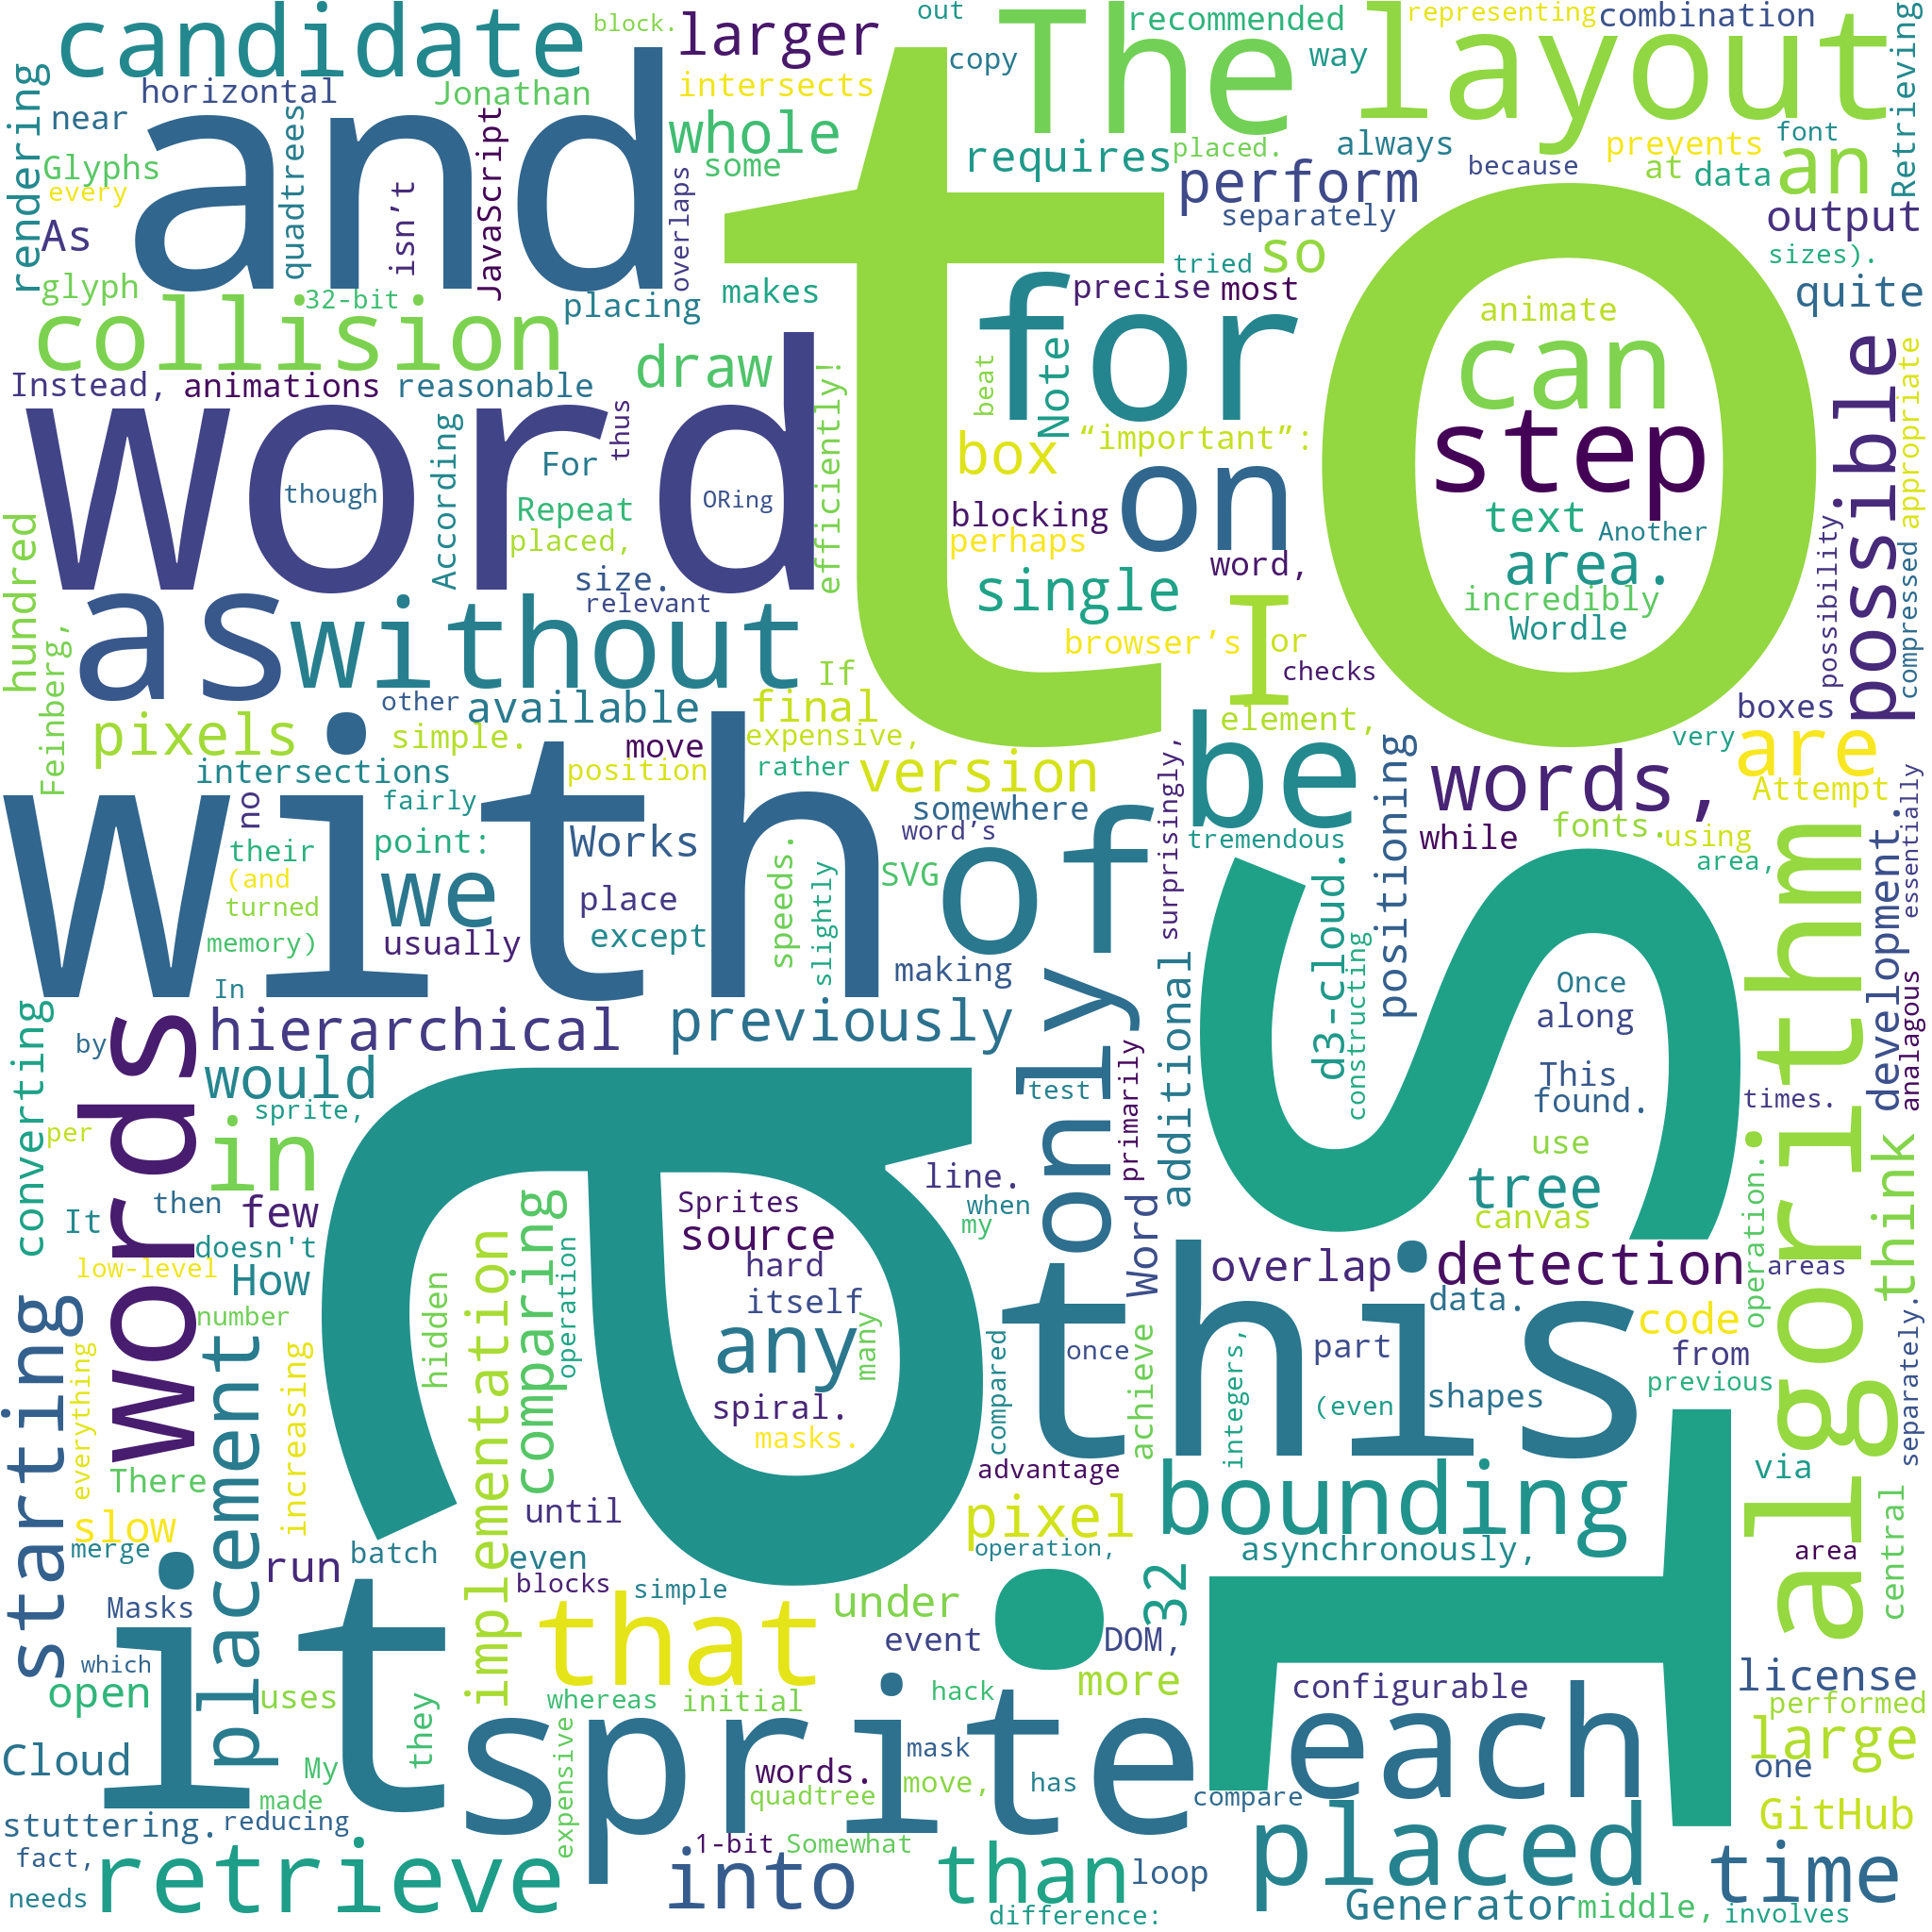 candidate
block.
larger
out
The
recommended
representing
combination
layout
Retrieving
rendering
near
horizontal
Jonathan
intersects
copy
way
and
to
Glyphs
every
As
quadtrees
isn’t
JavaScript
overlaps
whole
some
requires
placed.
always
prevents
font
because
perform
at
data
an
output
separately
so
sizes).
glyph
32-bit
placing
makes
collision
for
tried
precise
most
animate
quite
Instead,
animations
reasonable
draw
efficiently!
beat
Note
can
step
possible
appropriate
word
though
According
For
thus
Repeat
placed,
ORing
size.
box
“important”:
blocking
perhaps
on
word,
text
Another
area.
incredibly
Wordle
possibility.
compressed
hundred
as
without
relevant
single
I
browser’s
or
checks
Feinberg,
pixels
other
available
If
final
element,
boxes
are
very
simple.
move
expensive,
version
be
words,
Attempt
intersections
position
rather
somewhere
tremendous
positioning
while
fonts.
using
with
no
fairly
their
point:
(and
turned
memory)
we
Works
place
except
usually
speeds.
slightly
word’s
SVG
of
making
surprisingly,
area,
essentially
algorithm
In
d3-cloud.
constructing
additional
Once
along
development.
analagous
converting
by
words
hierarchical
previously
only
test
primarily
This
found.
times.
would
sprite,
per
in
use
tree
canvas
operation.
think
then
It
few
doesn't
low-level
How
number
a
Sprites
source
hard
itself
any
many
spiral.
masks.
line.
when
my
Word
s
overlap
detection
areas
starting
everything
placement
increasing
hidden
implementation
comparing
operation
compared
this
once
achieve
integers,
part
data.
code
from
(even
shapes
previous
separately.
There
slow
merge
until
advantage
pixel
bounding
via
run
batch
even
operation,
asynchronously,
area
central
Masks
blocks
simple
under
32
it
that
i
T
which
open
uses
they
whereas
initial
event
DOM,
hack
more
configurable
license
performed
Cloud
My
made
sprite
words.
mask
quadtree
move,
has
each
large
one
compare
stuttering.
reducing
expensive
1-bit
Somewhat
GitHub
fact,
needs
retrieve
into
than
loop
placed
time
difference:
Generator
middle,
involves